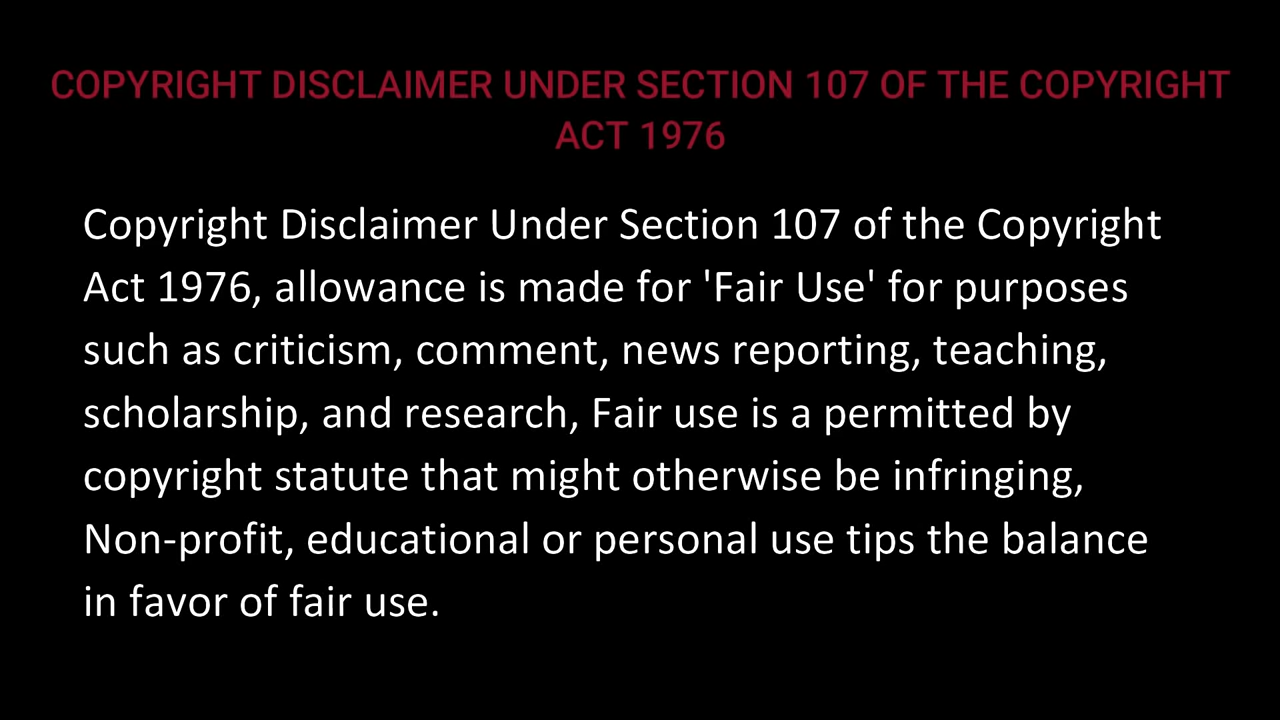 COPYRIGHT DISCLAIMER UNDER SECTION 107 OF THE COPYRIGHT
ACT 1976
Copyright Disclaimer Under Section 107 of the Copyright
Act 1976, allowance is made for 'Fair Use' for purposes
such as criticism, comment, news reporting, teaching,
scholarship, and research, Fair use is a permitted by
copyright statute that might otherwise be infringing,
Non-profit, educational or personal use tips the balance
in favor of fair use.